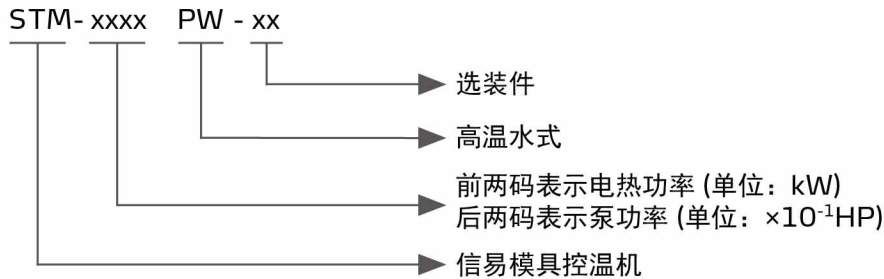 STM-xxxx PW-xx
选装件
高温水式
前两码表示电热功率 (单位：kW)
后两码表示泵功率 (单位：×10⁻¹HP)
信易模具控温机